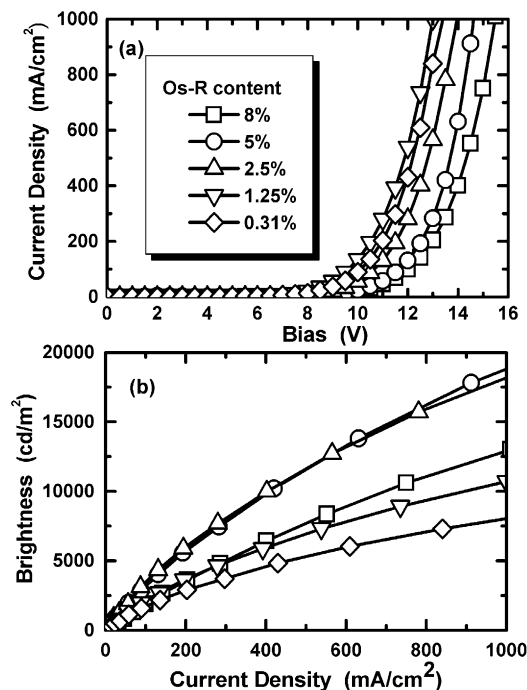 (a)
Os-R content
8%
5%
2.5%
1.25%
0.31%
Current Density (mA/cm²)
1000
800
600
400
200
0
0 2 4 6 8 10 12 14 16
Bias (V)
(b)
Brightness (cd/m²)
20000
15000
10000
5000
0
0 200 400 600 800 1000
Current Density (mA/cm²)